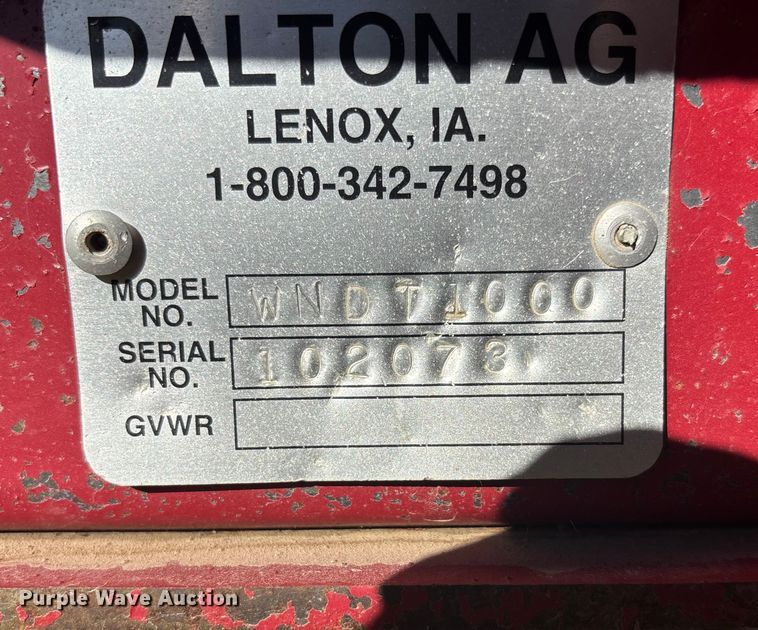 DALTON AG
LENOX, IA.
1-800-342-7498
MODEL NO. WNDT1000
SERIAL NO. 102073
GVWR
Purple Wave Auction